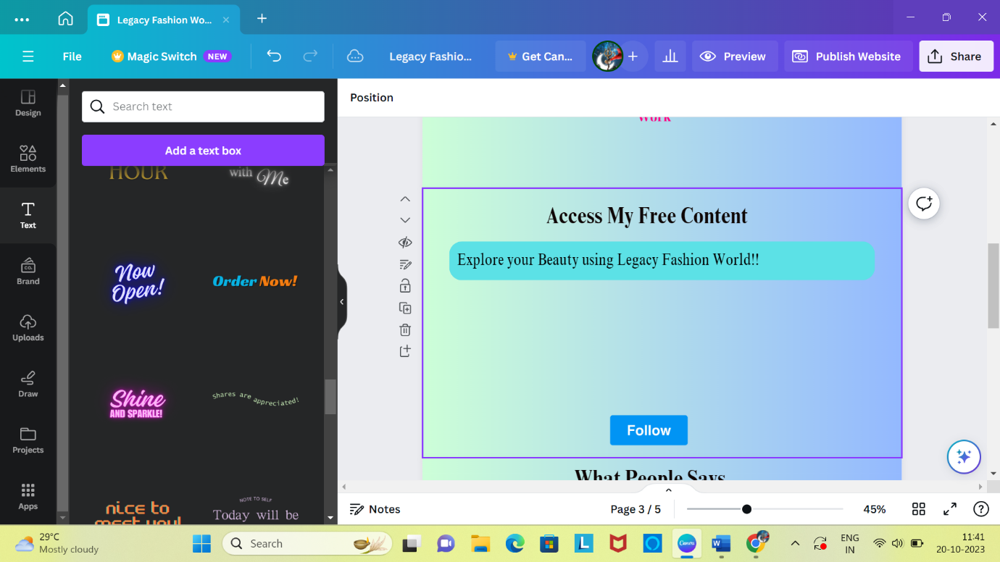 Legacy Fashion Wo...
File
Magic Switch NEW
Legacy Fashio...
Get Can...
Preview
Publish Website
Share
Design
Elements
Text
Brand
Uploads
Draw
Projects
Apps
Search text
Add a text box
HOUR
with Me
Now
Open!
Order Now!
Shine
AND SPARKLE!
Shares are appreciated!
nice to
meet you!
NOTE TO SELF
Today will be
Position
Work
Access My Free Content
Explore your Beauty using Legacy Fashion World!!
Follow
What People Says
Notes
Page 3 / 5
45%
29°C
Mostly cloudy
Search
ENG
IN
11:41
20-10-2023